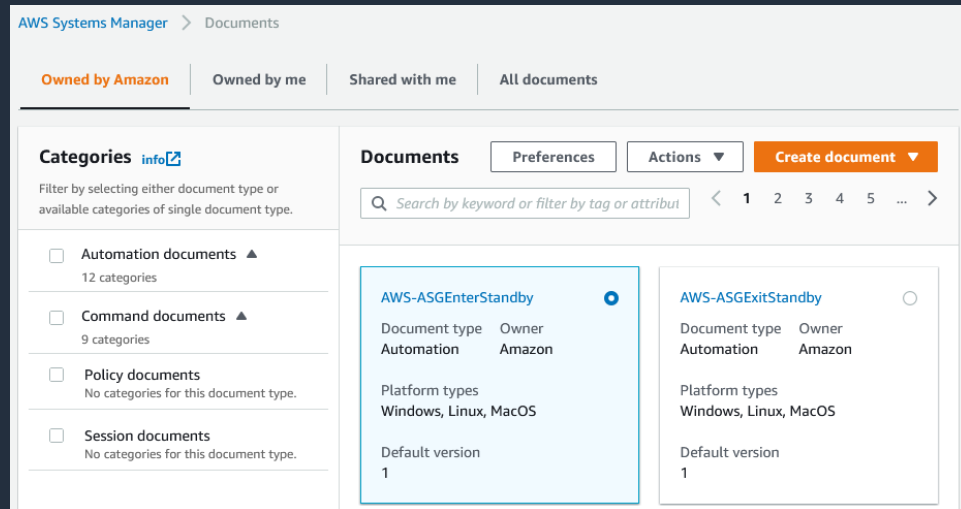 AWS Systems Manager > Documents
Owned by Amazon Owned by me Shared with me All documents
Categories info
Filter by selecting either document type or
available categories of single document type.
Automation documents
12 categories
Command documents
9 categories
Policy documents
No categories for this document type.
Session documents
No categories for this document type.
Documents Preferences Actions Create document
Search by keyword or filter by tag or attribut
1 2 3 4 5 ...
AWS-ASGEnterStandby
Document type Owner
Automation Amazon
Platform types
Windows, Linux, MacOS
Default version
1
AWS-ASGExitStandby
Document type Owner
Automation Amazon
Platform types
Windows, Linux, MacOS
Default version
1